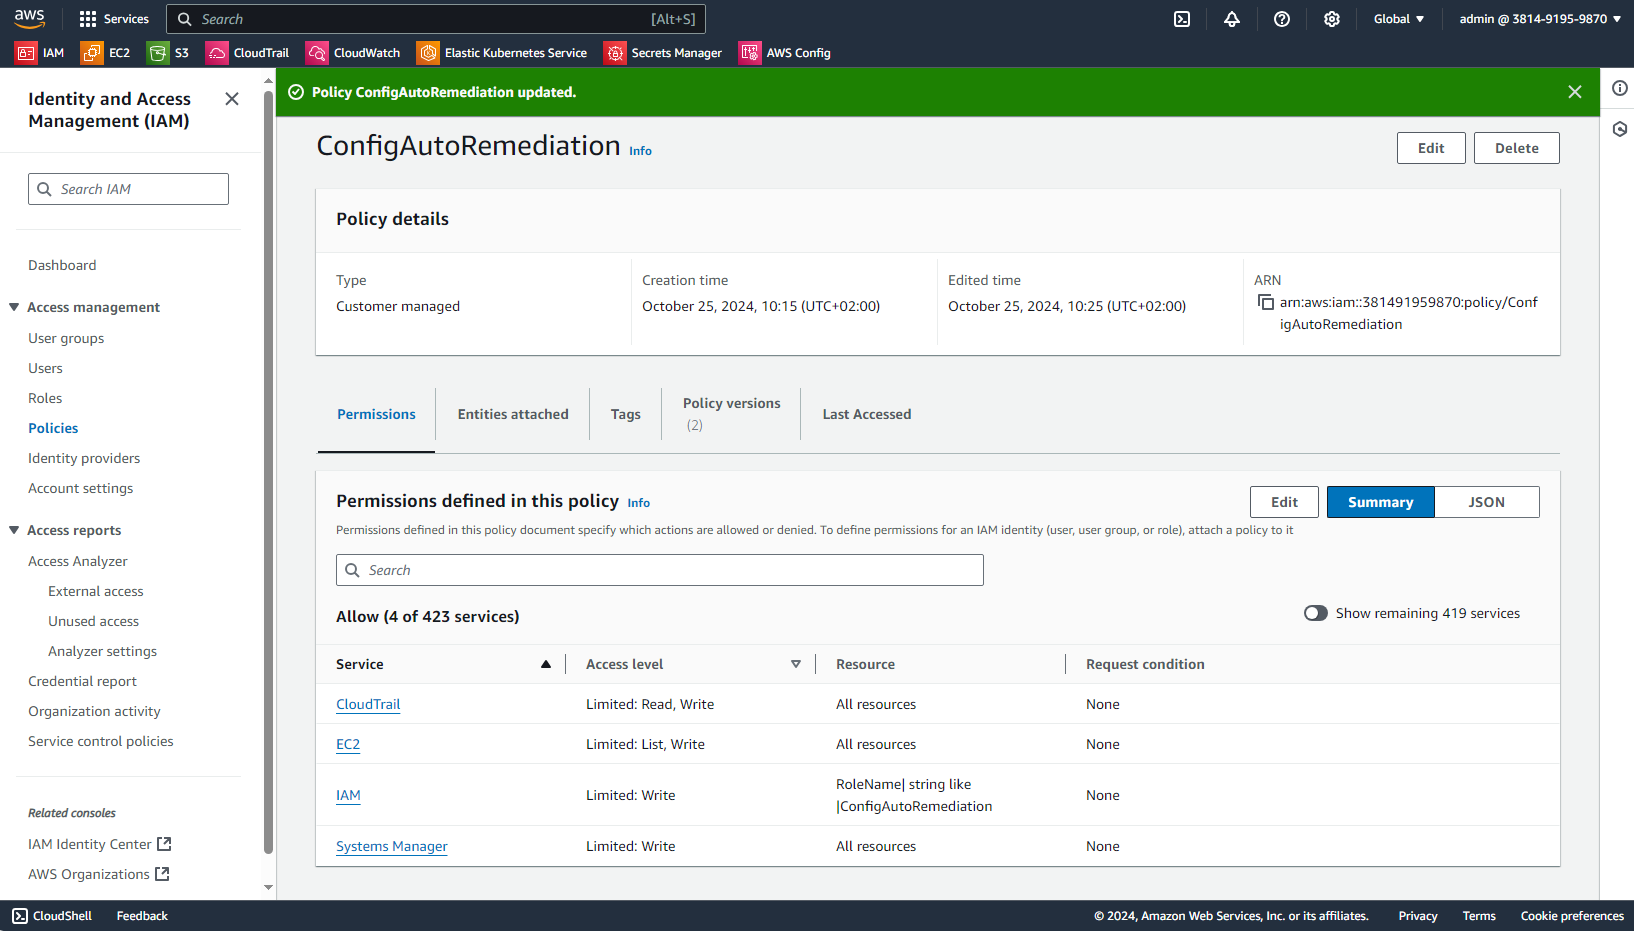 aws
Services
Search
[Alt+S]
Global
admin @ 3814-9195-9870
IAM
EC2
S3
CloudTrail
CloudWatch
Elastic Kubernetes Service
Secrets Manager
AWS Config
Identity and Access
Management (IAM)
Search IAM
Dashboard
Access management
User groups
Users
Roles
Policies
Identity providers
Account settings
Access reports
Access Analyzer
External access
Unused access
Analyzer settings
Credential report
Organization activity
Service control policies
Related consoles
IAM Identity Center
AWS Organizations
Policy ConfigAutoRemediation updated.
ConfigAutoRemediation Info
Edit
Delete
Policy details
Type
Customer managed
Creation time
October 25, 2024, 10:15 (UTC+02:00)
Edited time
October 25, 2024, 10:25 (UTC+02:00)
ARN
arn:aws:iam::381491959870:policy/Conf
igAutoRemediation
Permissions
Entities attached
Tags
Policy versions
(2)
Last Accessed
Permissions defined in this policy Info
Edit
Summary
JSON
Permissions defined in this policy document specify which actions are allowed or denied. To define permissions for an IAM identity (user, user group, or role), attach a policy to it
Search
Allow (4 of 423 services)
Show remaining 419 services
Service
Access level
Resource
Request condition
CloudTrail
Limited: Read, Write
All resources
None
EC2
Limited: List, Write
All resources
None
IAM
Limited: Write
RoleName| string like
|ConfigAutoRemediation
None
Systems Manager
Limited: Write
All resources
None
CloudShell
Feedback
© 2024, Amazon Web Services, Inc. or its affiliates.
Privacy
Terms
Cookie preferences